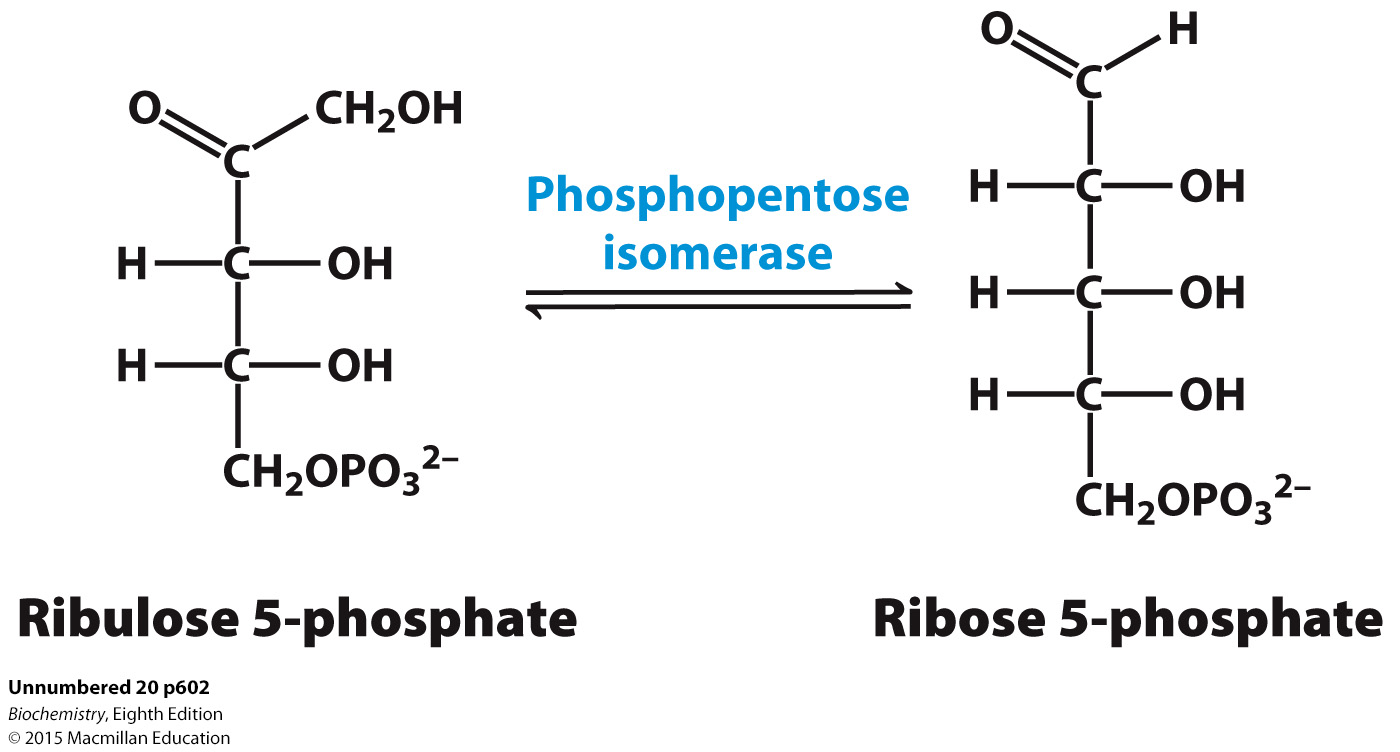 O CH₂OH
C
H C OH
H C OH
CH₂OPO₃²⁻
Ribulose 5-phosphate
Phosphopentose
isomerase
O H
C
H C OH
H C OH
H C OH
CH₂OPO₃²⁻
Ribose 5-phosphate
Unnumbered 20 p602
Biochemistry, Eighth Edition
© 2015 Macmillan Education